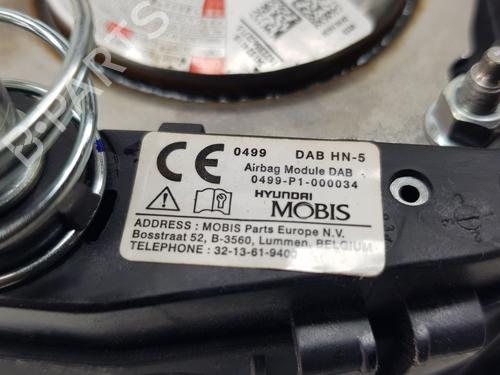 0499 DAB HN-5
Airbag Module DAB
0499-P1-000034
HYUNDAI
MOBIS
ADDRESS : MOBIS Parts Europe N.V.
Bosstraat 52, B-3560, Lummen, BELGIUM
TELEPHONE : 32-13-61-9400
B-PARTS